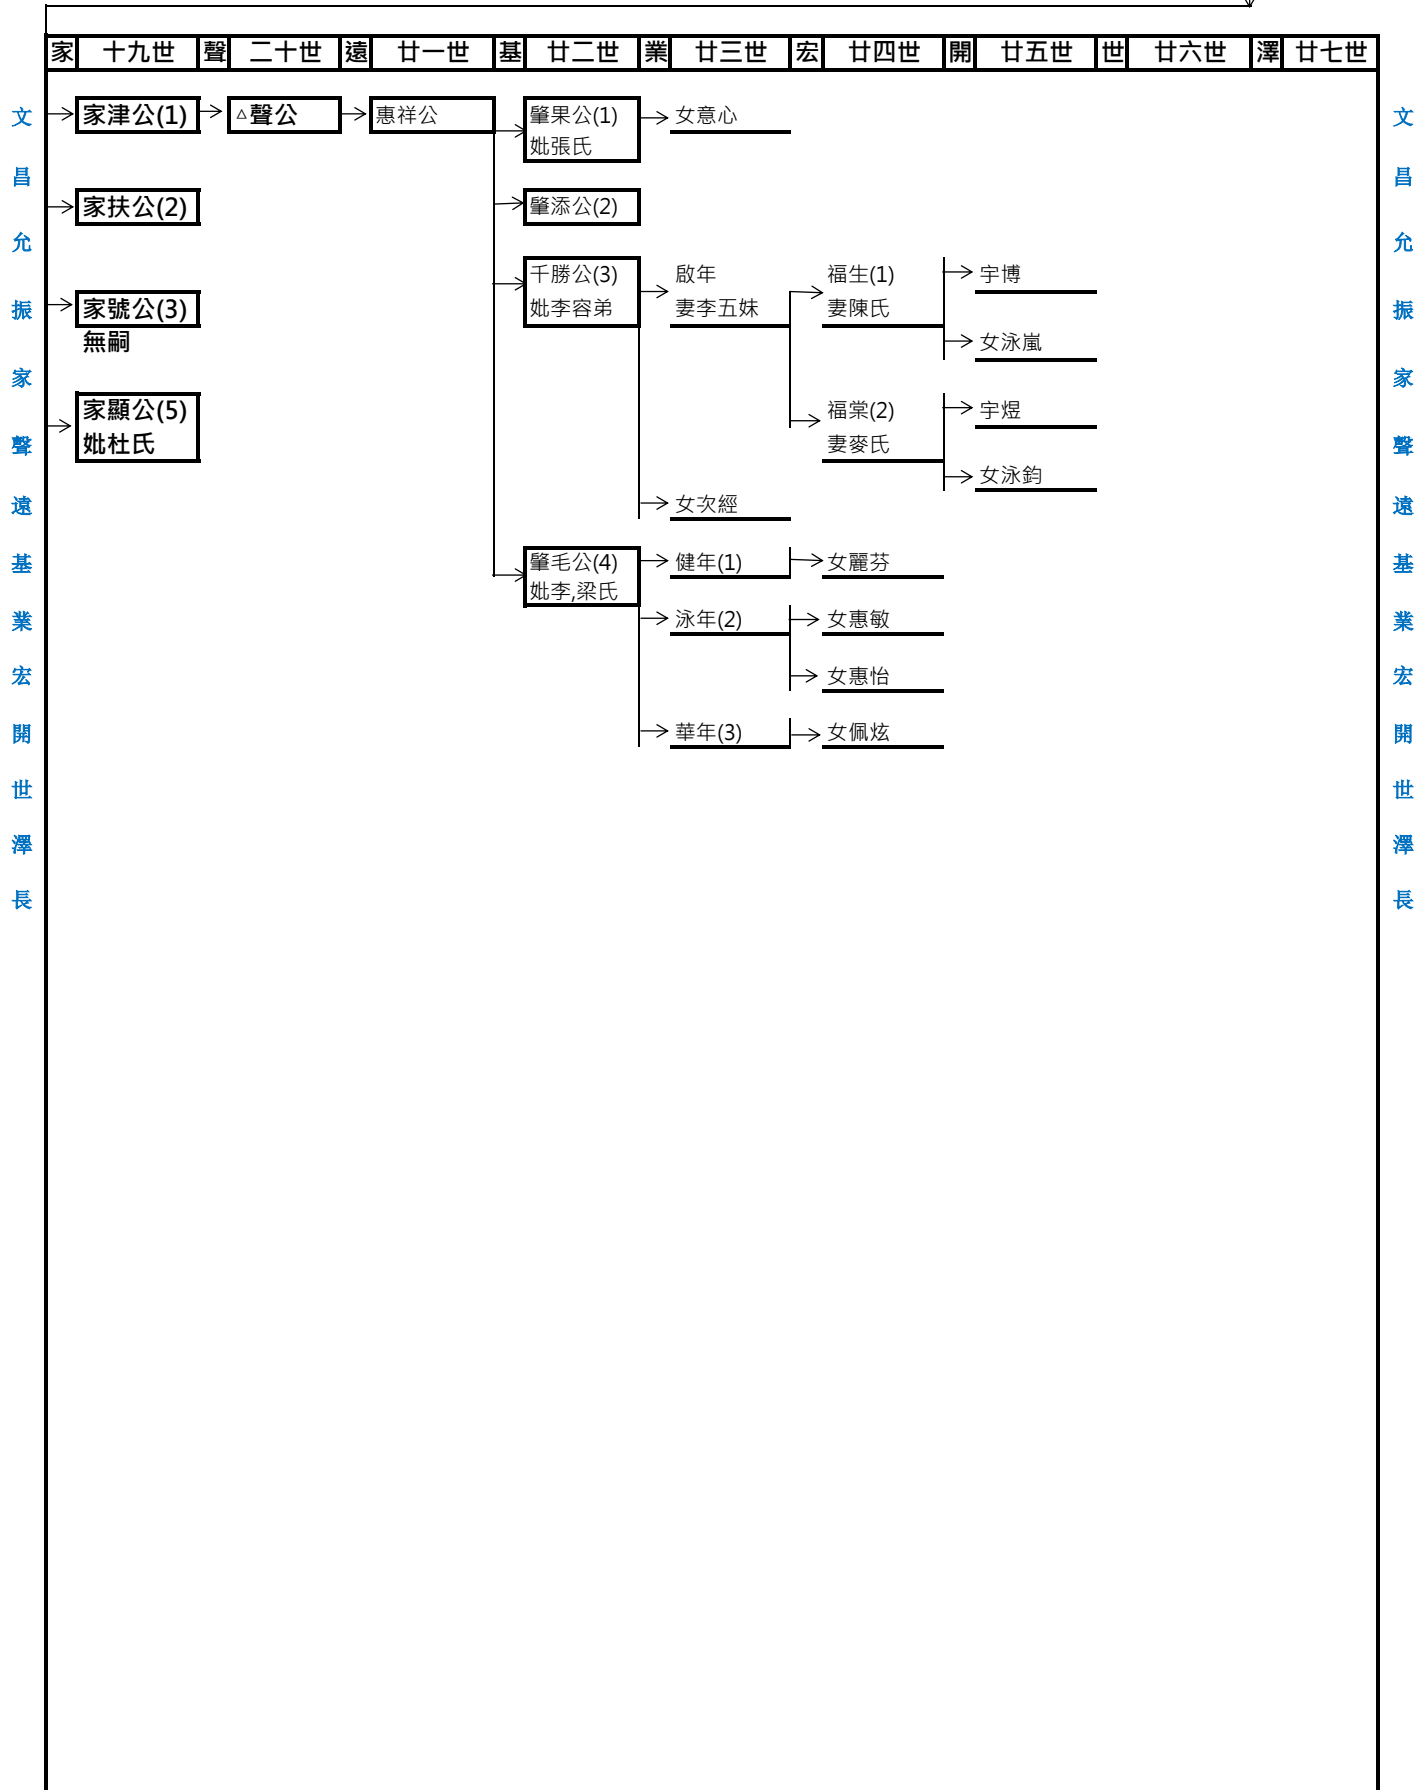 家 十九世 聲 二十世 遠 廿一世 基 廿二世 業 廿三世 宏 廿四世 開 廿五世 世 廿六世 澤 廿七世
文
昌
允
振
家
聲
遠
基
業
宏
開
世
澤
長
家津公(1)
△聲公
惠祥公
肇果公(1)
妣張氏
女意心
家扶公(2)
肇添公(2)
千勝公(3)
妣李容弟
啟年
妻李五妹
福生(1)
妻陳氏
宇博
女泳嵐
家號公(3)
無嗣
家顯公(5)
妣杜氏
福棠(2)
妻麥氏
宇煜
女泳鈞
女次經
肇毛公(4)
妣李,梁氏
健年(1)
女麗芬
泳年(2)
女惠敏
女惠怡
華年(3)
女佩炫
文
昌
允
振
家
聲
遠
基
業
宏
開
世
澤
長